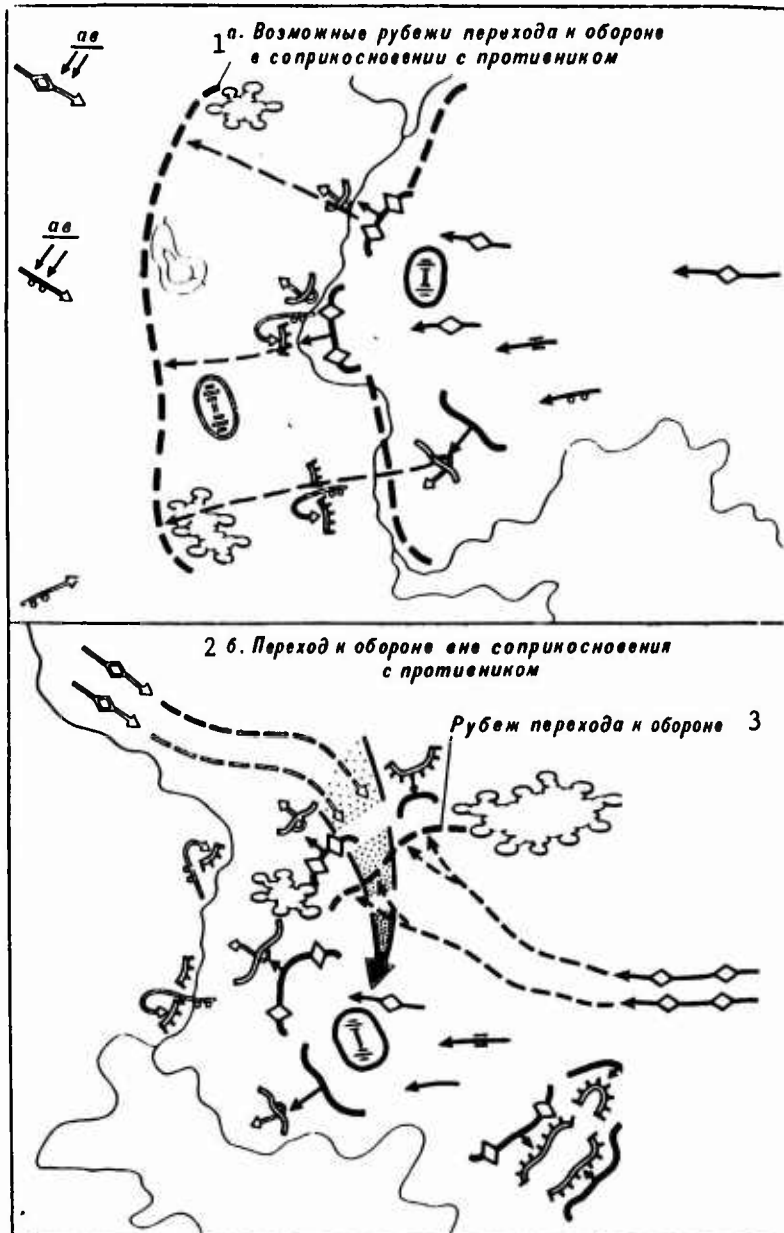 1 а. Возможные рубежи перехода к обороне
в соприкосновении с противником
ав
ав
2 б. Переход к обороне вне соприкосновения
с противником
Рубеж перехода к обороне 3